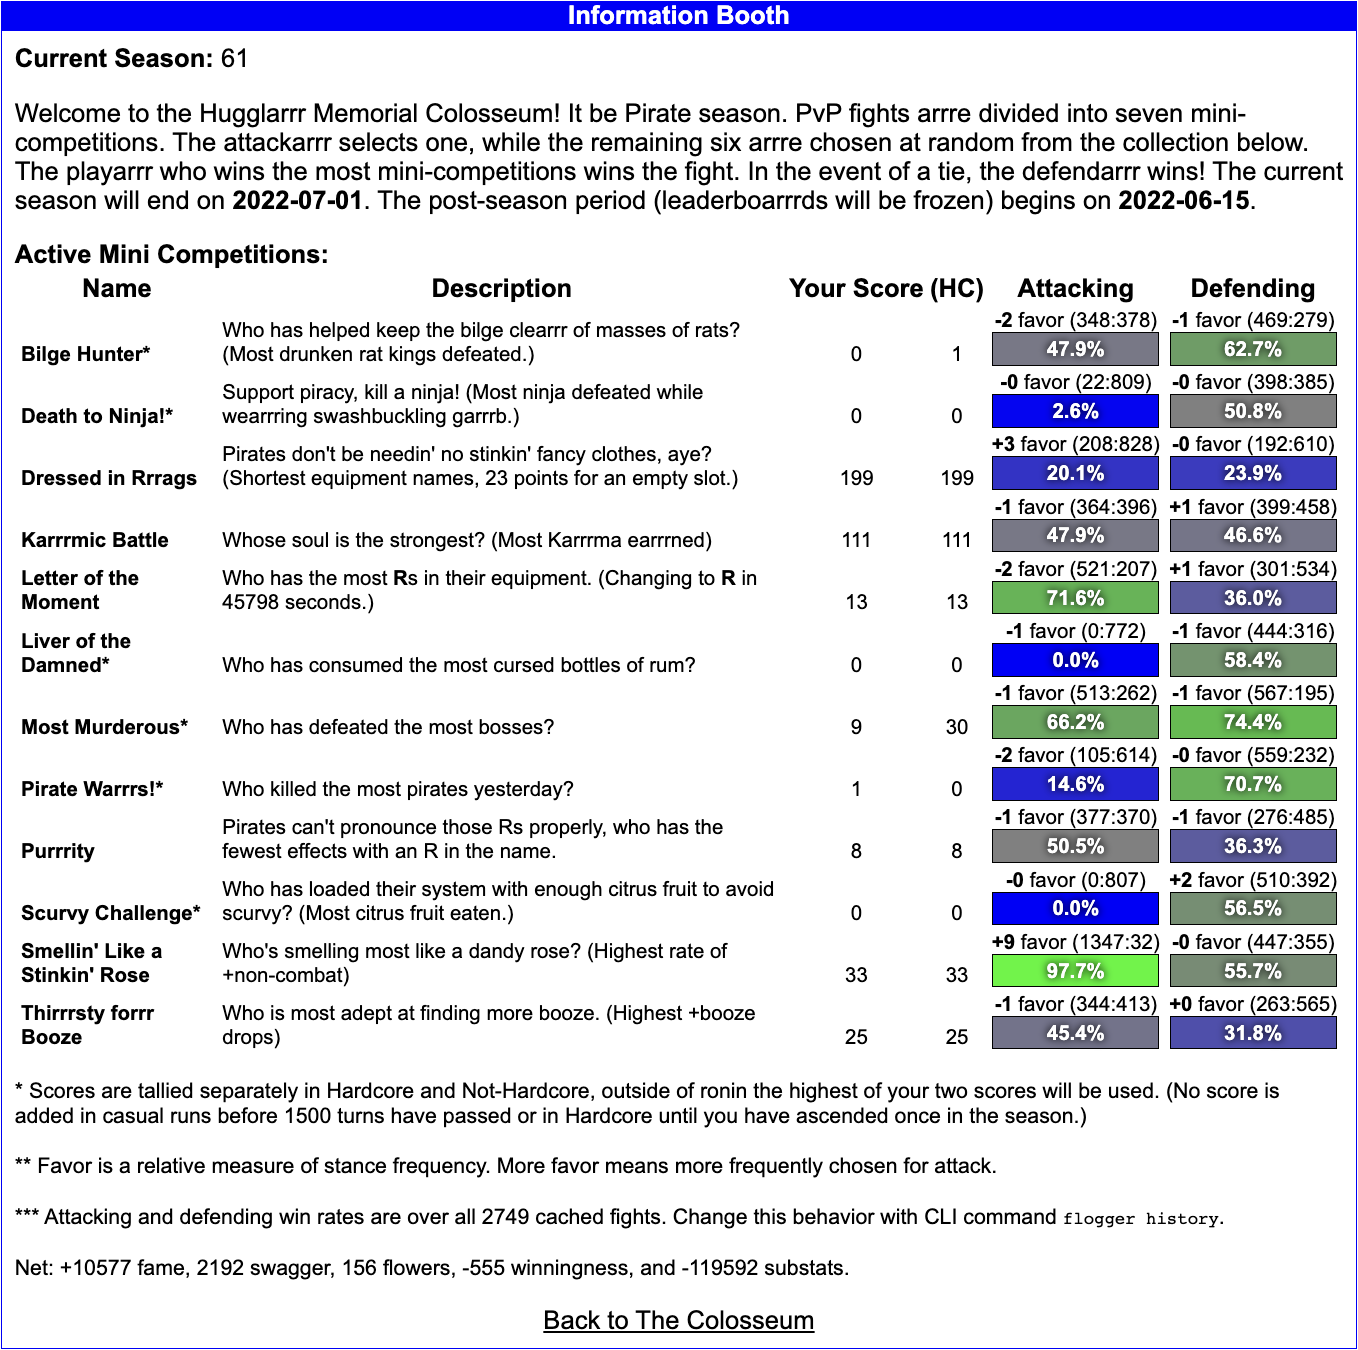 Information Booth
Current Season: 61
Welcome to the Hugglarrr Memorial Colosseum! It be Pirate season. PvP fights arrre divided into seven mini-
competitions. The attackarrr selects one, while the remaining six arrre chosen at random from the collection below.
The playarrr who wins the most mini-competitions wins the fight. In the event of a tie, the defendarrr wins! The current
season will end on 2022-07-01. The post-season period (leaderboarrrds will be frozen) begins on 2022-06-15.
Active Mini Competitions:
Name Description Your Score (HC) Attacking Defending
-2 favor (348:378) -1 favor (469:279)
Who has helped keep the bilge clearrr of masses of rats?
Bilge Hunter* (Most drunken rat kings defeated.) 0 1 47.9% 62.7%
-0 favor (22:809) -0 favor (398:385)
Support piracy, kill a ninja! (Most ninja defeated while
Death to Ninja!* wearrring swashbuckling garrrb.) 0 0 2.6% 50.8%
+3 favor (208:828) -0 favor (192:610)
Pirates don't be needin' no stinkin' fancy clothes, aye?
Dressed in Rrrags (Shortest equipment names, 23 points for an empty slot.) 199 199 20.1% 23.9%
-1 favor (364:396) +1 favor (399:458)
Karrrmic Battle Whose soul is the strongest? (Most Karrrma earrrned) 111 111 47.9% 46.6%
-2 favor (521:207) +1 favor (301:534)
Letter of the Who has the most Rs in their equipment. (Changing to R in
Moment 45798 seconds.) 13 13 71.6% 36.0%
-1 favor (0:772) -1 favor (444:316)
Liver of the
Damned* Who has consumed the most cursed bottles of rum? 0 0 0.0% 58.4%
-1 favor (513:262) -1 favor (567:195)
Most Murderous* Who has defeated the most bosses? 9 30 66.2% 74.4%
-2 favor (105:614) -0 favor (559:232)
Pirate Warrrs!* Who killed the most pirates yesterday? 1 0 14.6% 70.7%
-1 favor (377:370) -1 favor (276:485)
Pirates can't pronounce those Rs properly, who has the
Purrrity fewest effects with an R in the name. 8 8 50.5% 36.3%
-0 favor (0:807) +2 favor (510:392)
Who has loaded their system with enough citrus fruit to avoid
Scurvy Challenge* scurvy? (Most citrus fruit eaten.) 0 0 0.0% 56.5%
+9 favor (1347:32) -0 favor (447:355)
Smellin' Like a Who's smelling most like a dandy rose? (Highest rate of
Stinkin' Rose +non-combat) 33 33 97.7% 55.7%
-1 favor (344:413) +0 favor (263:565)
Thirrrsty forrr Who is most adept at finding more booze. (Highest +booze
Booze drops) 25 25 45.4% 31.8%
* Scores are tallied separately in Hardcore and Not-Hardcore, outside of ronin the highest of your two scores will be used. (No score is
added in casual runs before 1500 turns have passed or in Hardcore until you have ascended once in the season.)
** Favor is a relative measure of stance frequency. More favor means more frequently chosen for attack.
*** Attacking and defending win rates are over all 2749 cached fights. Change this behavior with CLI command flogger history.
Net: +10577 fame, 2192 swagger, 156 flowers, -555 winningness, and -119592 substats.
Back to The Colosseum